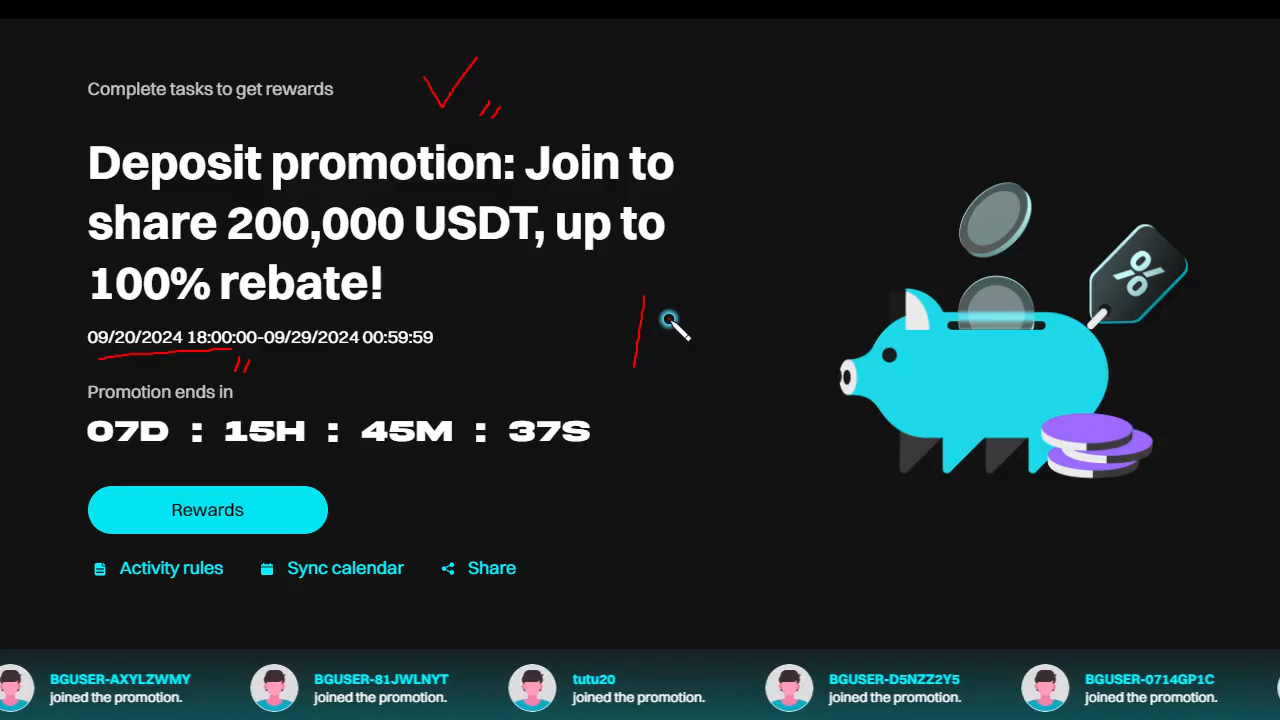 Complete tasks to get rewards
Deposit promotion: Join to
share 200,000 USDT, up to
100% rebate!
09/20/2024 18:00:00-09/29/2024 00:59:59
Promotion ends in
07D : 15H : 45M : 37S
Rewards
Activity rules Sync calendar Share
%
BGUSER-AXYLZWMY BGUSER-81JWLNYT tutu20 BGUSER-D5NZZ2Y5 BGUSER-0714GP1C
joined the promotion. joined the promotion. joined the promotion. joined the promotion. joined the promotion.